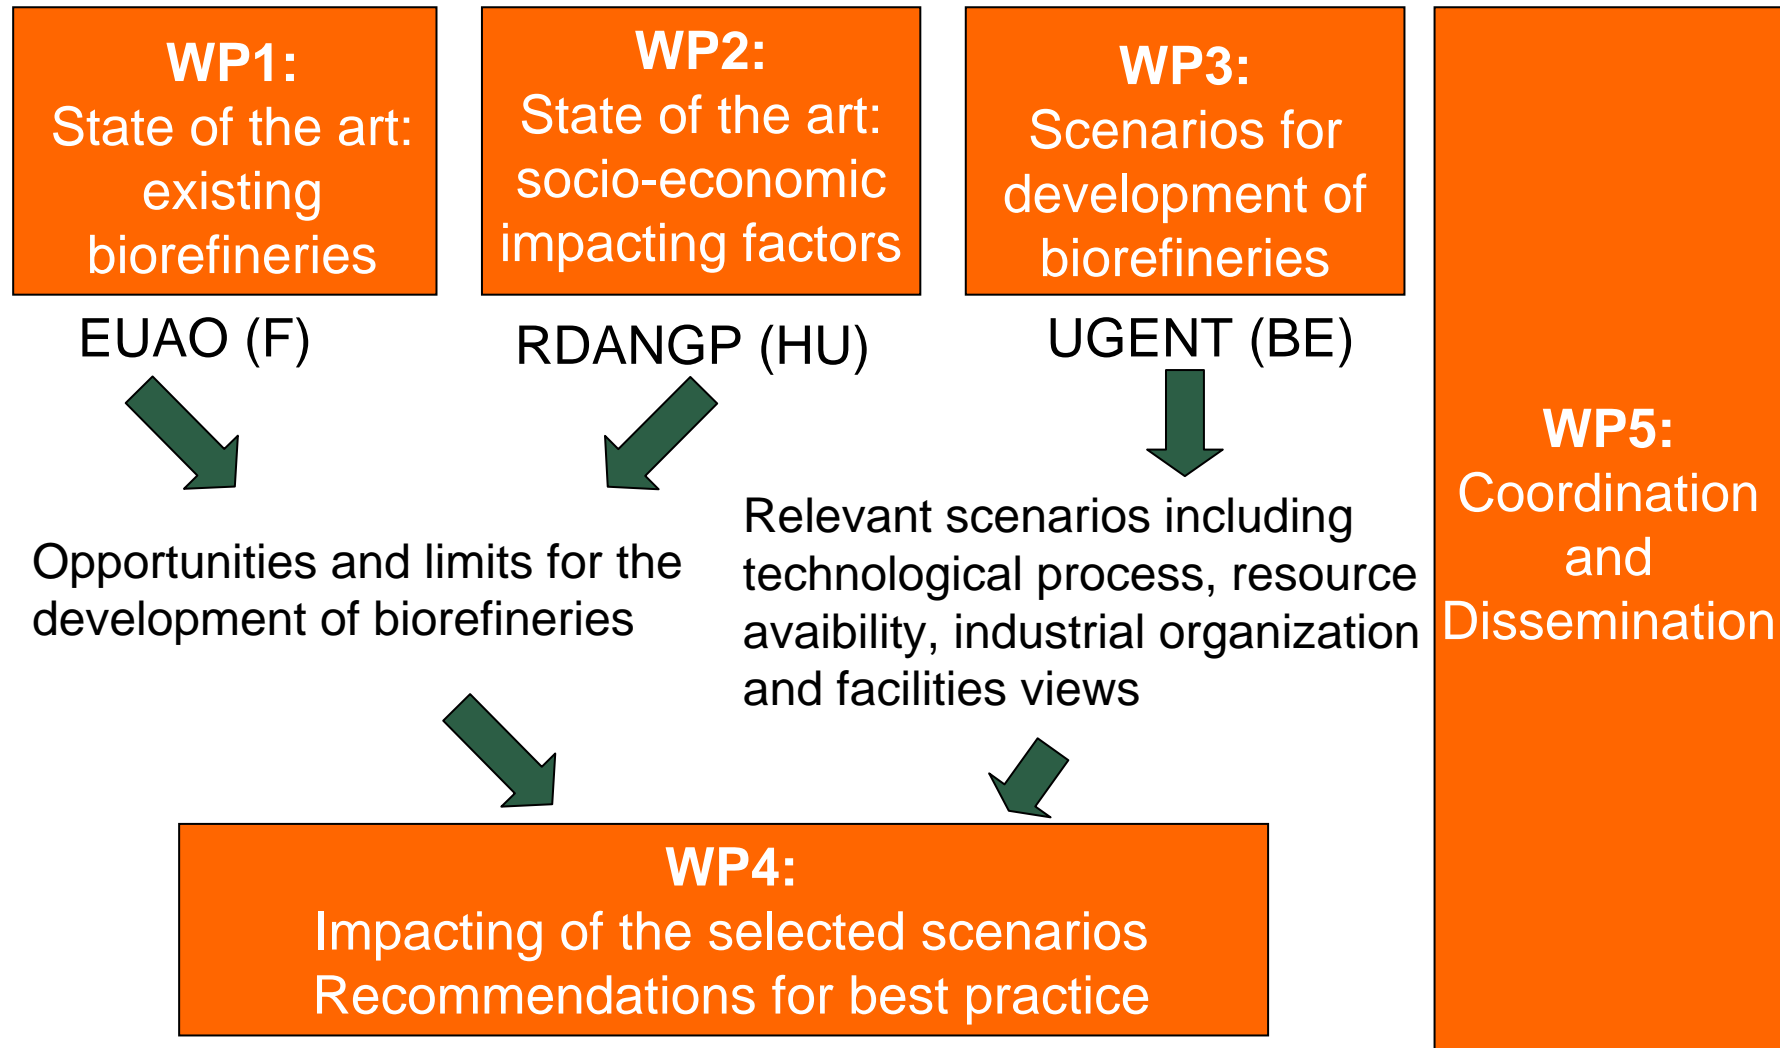 WP1:
State of the art:
existing
biorefineries
EUAO (F)
WP2:
State of the art:
socio-economic
impacting factors
RDANGP (HU)
WP3:
Scenarios for
development of
biorefineries
UGENT (BE)
Opportunities and limits for the
development of biorefineries
Relevant scenarios including
technological process, resource
avaibility, industrial organization
and facilities views
WP4:
Impacting of the selected scenarios
Recommendations for best practice
WP5:
Coordination
and
Dissemination